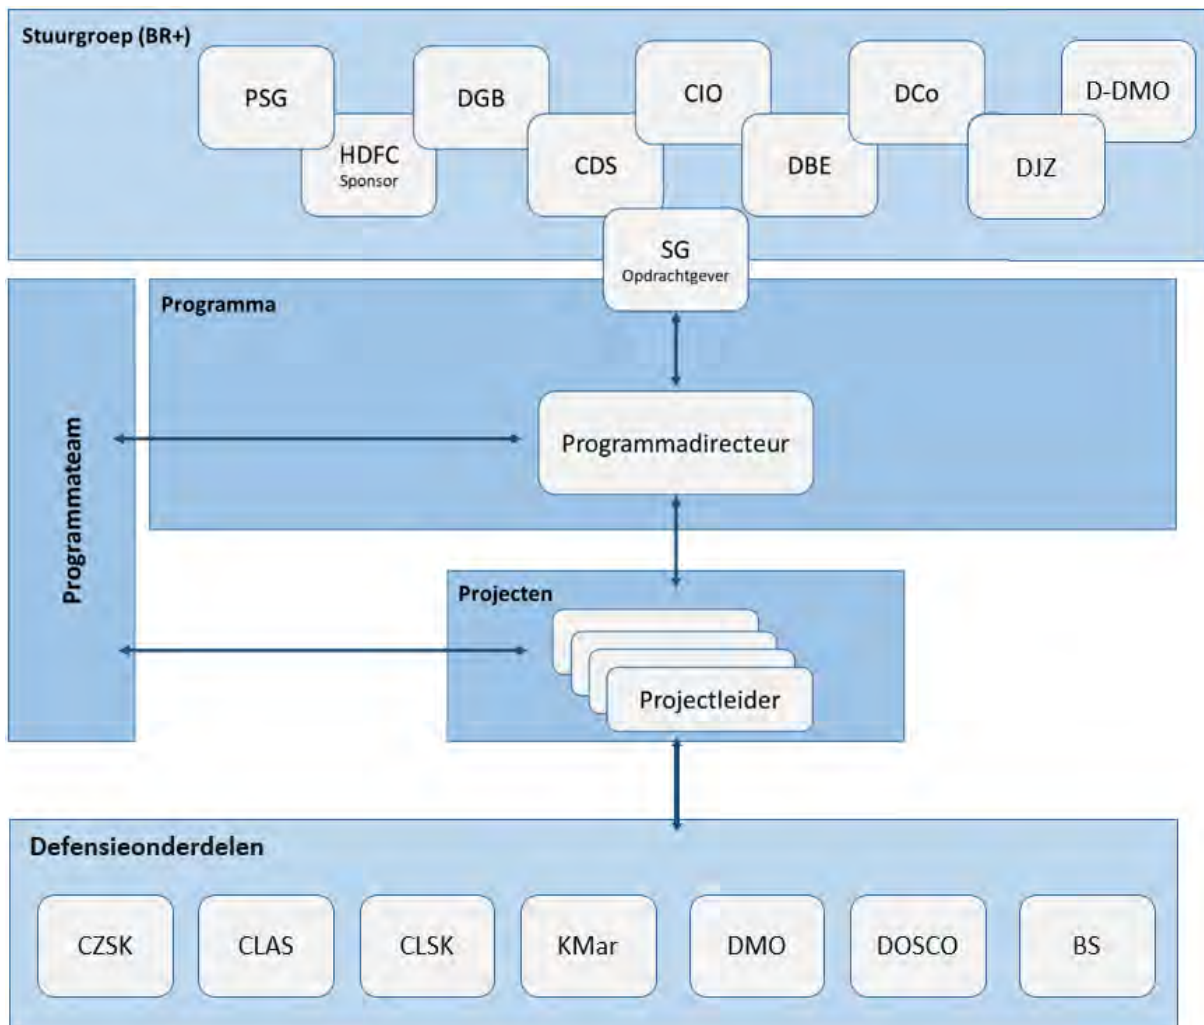 Stuurgroep (BR+)
PSG
DGB
CIO
DCo
D-DMO
HDFC
Sponsor
CDS
DBE
DJZ
SG
Opdrachtgever
Programma
Programmateam
Programmadirecteur
Projecten
Projectleider
Defensieonderdelen
CZSK
CLAS
CLSK
KMar
DMO
DOSCO
BS